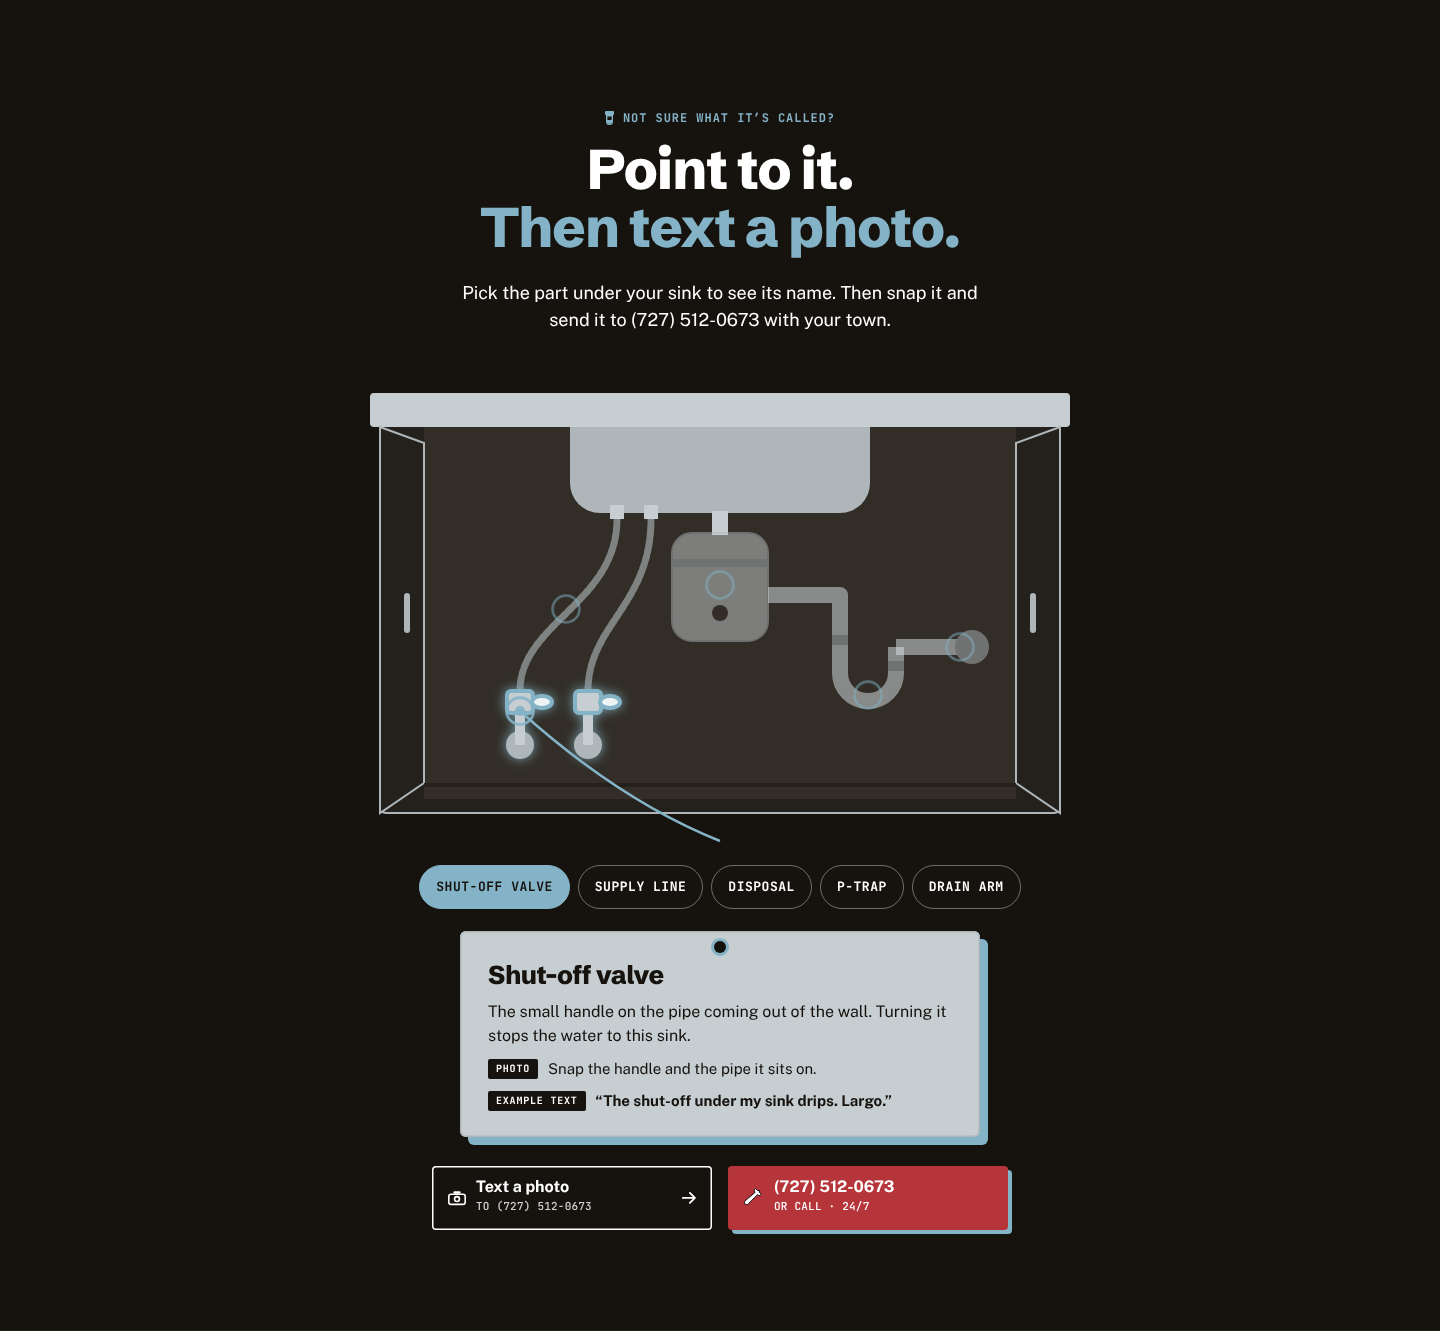 NOT SURE WHAT IT’S CALLED?
Point to it.
Then text a photo.
Pick the part under your sink to see its name. Then snap it and
send it to (727) 512-0673 with your town.
SHUT-OFF VALVE
SUPPLY LINE
DISPOSAL
P-TRAP
DRAIN ARM
Shut-off valve
The small handle on the pipe coming out of the wall. Turning it
stops the water to this sink.
PHOTO Snap the handle and the pipe it sits on.
EXAMPLE TEXT “The shut-off under my sink drips. Largo.”
Text a photo
TO (727) 512-0673
(727) 512-0673
OR CALL · 24/7